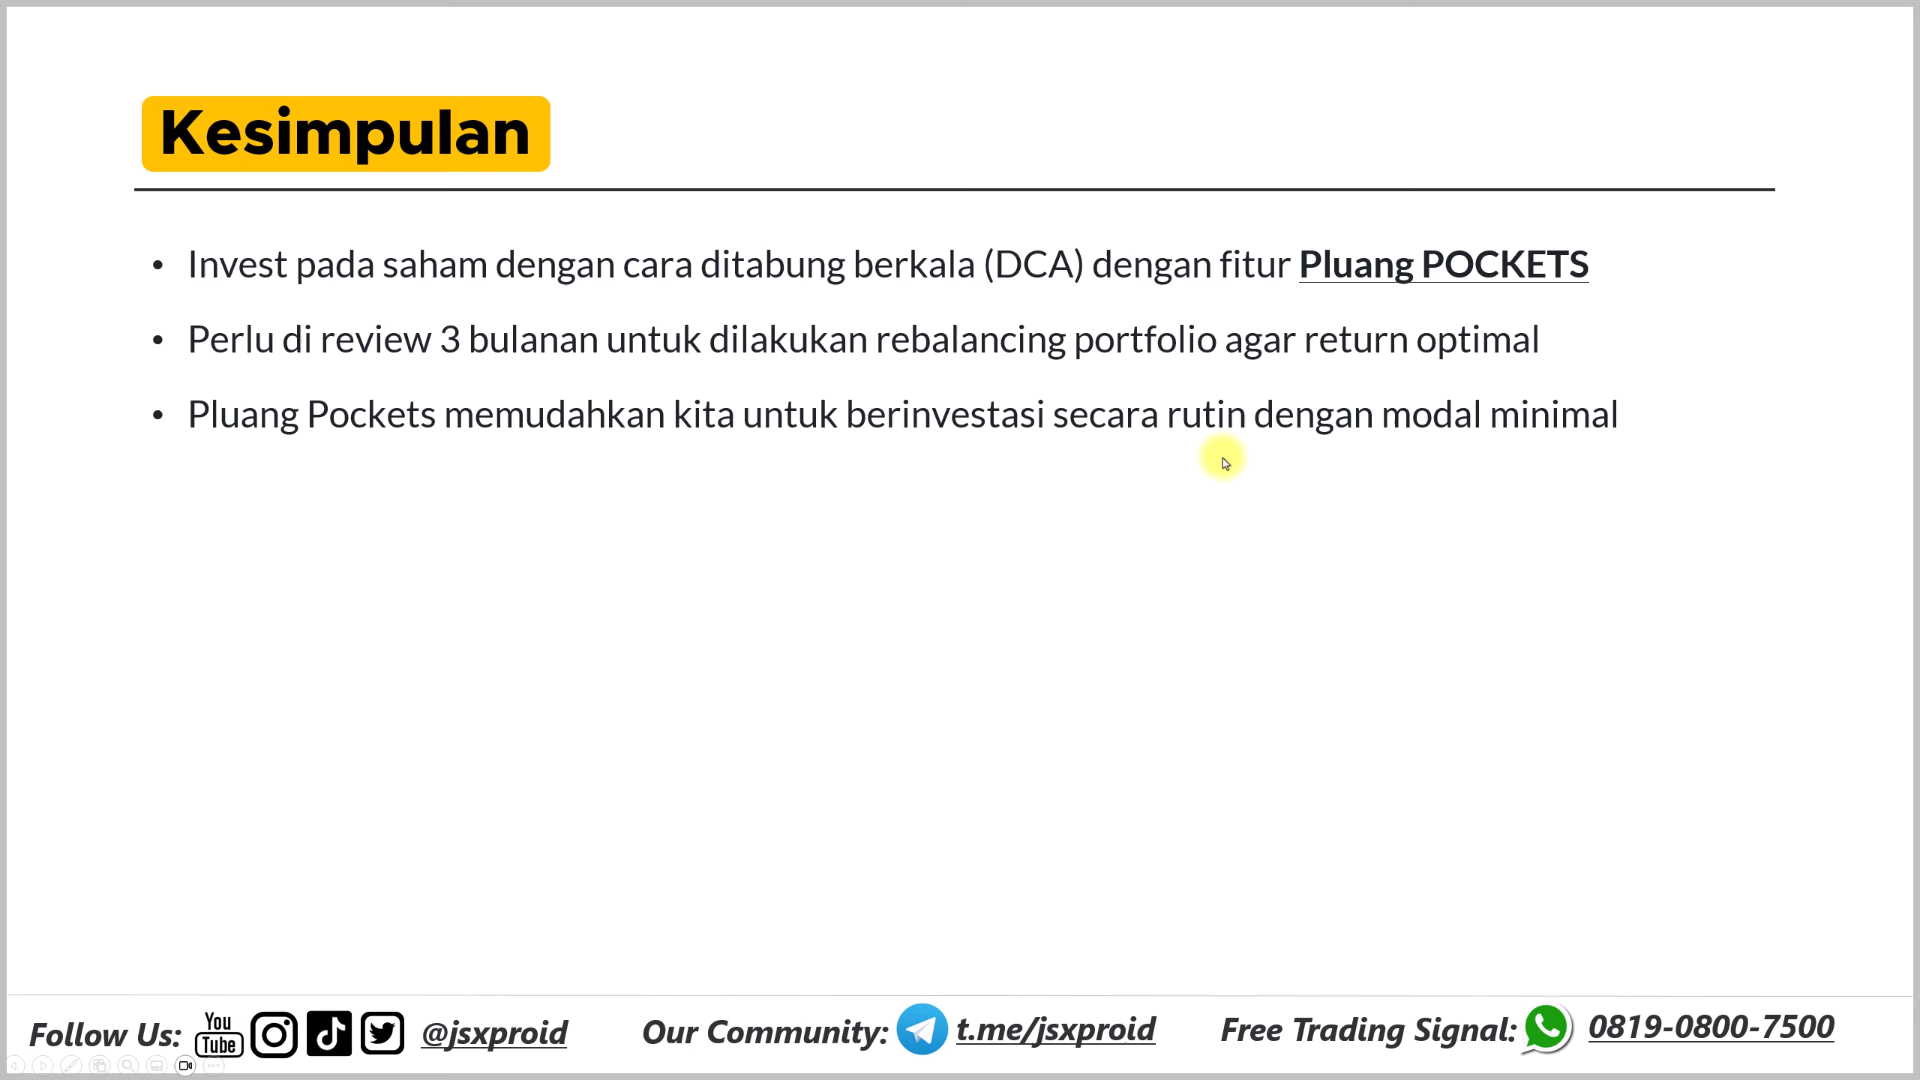 Kesimpulan
• Invest pada saham dengan cara ditabung berkala (DCA) dengan fitur Pluang POCKETS
• Perlu di review 3 bulanan untuk dilakukan rebalancing portfolio agar return optimal
• Pluang Pockets memudahkan kita untuk berinvestasi secara rutin dengan modal minimal
Follow Us: You Tube @jsxproid Our Community: t.me/jsxproid Free Trading Signal: 0819-0800-7500